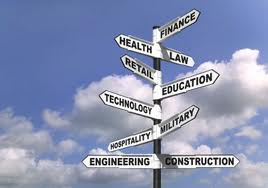 FINANCE
HEALTH
LAW
RETAIL
EDUCATION
TECHNOLOGY
MILITARY
HOSPITALITY
ENGINEERING
CONSTRUCTION